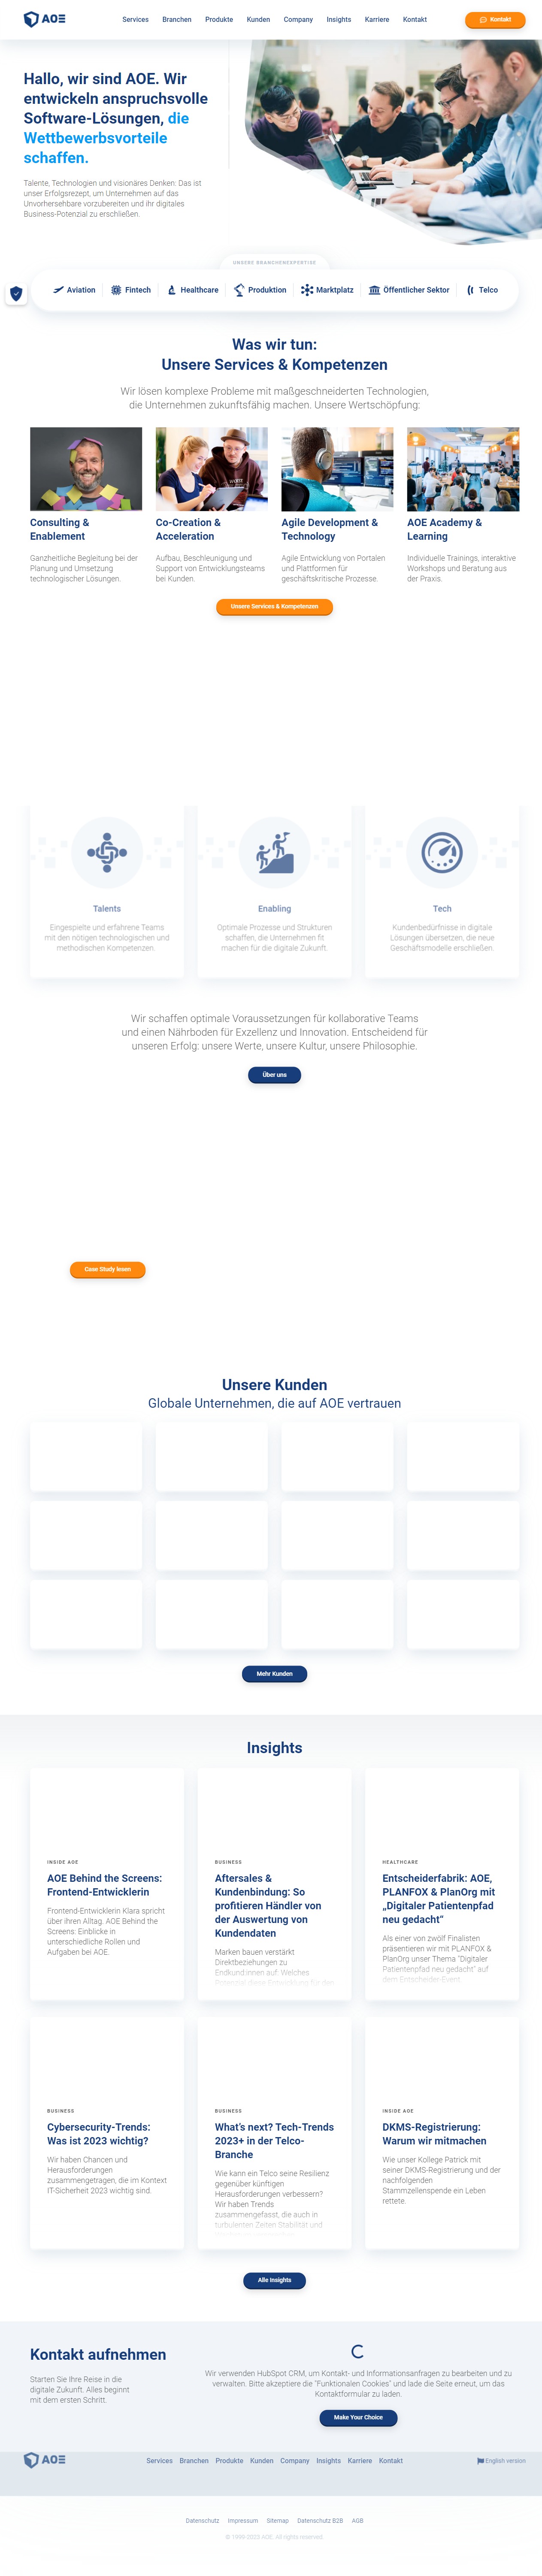 AOE
Services Branchen Produkte Kunden Company Insights Karriere Kontakt
Kontakt
Hallo, wir sind AOE. Wir
entwickeln anspruchsvolle
Software-Lösungen, die
Wettbewerbsvorteile
schaffen.
Talente, Technologien und visionäres Denken: Das ist
unser Erfolgsrezept, um Unternehmen auf das
Unvorhersehbare vorzubereiten und ihr digitales
Business-Potenzial zu erschließen.
UNSERE BRANCHENEXPERTISE
Aviation Fintech Healthcare Produktion Marktplatz Öffentlicher Sektor Telco
Was wir tun:
Unsere Services & Kompetenzen
Wir lösen komplexe Probleme mit maßgeschneiderten Technologien,
die Unternehmen zukunftsfähig machen. Unsere Wertschöpfung:
Consulting &
Enablement
Ganzheitliche Begleitung bei der
Planung und Umsetzung
technologischer Lösungen.
Co-Creation &
Acceleration
Aufbau, Beschleunigung und
Support von Entwicklungsteams
bei Kunden.
Agile Development &
Technology
Agile Entwicklung von Portalen
und Plattformen für
geschäftskritische Prozesse.
AOE Academy &
Learning
Individuelle Trainings, interaktive
Workshops und Beratung aus
der Praxis.
Unsere Services & Kompetenzen
Talents
Eingespielte und erfahrene Teams
mit den nötigen technologischen und
methodischen Kompetenzen.
Enabling
Optimale Prozesse und Strukturen
schaffen, die Unternehmen fit
machen für die digitale Zukunft.
Tech
Kundenbedürfnisse in digitale
Lösungen übersetzen, die neue
Geschäftsmodelle erschließen.
Wir schaffen optimale Voraussetzungen für kollaborative Teams
und einen Nährboden für Exzellenz und Innovation. Entscheidend für
unseren Erfolg: unsere Werte, unsere Kultur, unsere Philosophie.
Über uns
Case Study lesen
Unsere Kunden
Globale Unternehmen, die auf AOE vertrauen
Mehr Kunden
Insights
INSIDE AOE
AOE Behind the Screens:
Frontend-Entwicklerin
Frontend-Entwicklerin Klara spricht
über ihren Alltag. AOE Behind the
Screens: Einblicke in
unterschiedliche Rollen und
Aufgaben bei AOE.
BUSINESS
Aftersales &
Kundenbindung: So
profitieren Händler von
der Auswertung von
Kundendaten
Marken bauen verstärkt
Direktbeziehungen zu
Endkund:innen auf. Welches
HEALTHCARE
Entscheiderfabrik: AOE,
PLANFOX & PlanOrg mit
„Digitaler Patientenpfad
neu gedacht“
Als einer von zwölf Finalisten
präsentieren wir mit PLANFOX &
PlanOrg unser Thema "Digitaler
Patientenpfad neu gedacht" auf
dem Entscheider-Event
BUSINESS
Cybersecurity-Trends:
Was ist 2023 wichtig?
Wir haben Chancen und
Herausforderungen
zusammengetragen, die im Kontext
IT-Sicherheit 2023 wichtig sind.
BUSINESS
What’s next? Tech-Trends
2023+ in der Telco-
Branche
Wie kann ein Telco seine Resilienz
gegenüber künftigen
Herausforderungen verbessern?
Wir haben Trends
zusammengefasst, die auch in
turbulenten Zeiten Stabilität und
INSIDE AOE
DKMS-Registrierung:
Warum wir mitmachen
Wie unser Kollege Patrick mit
seiner DKMS-Registrierung und der
nachfolgenden
Stammzellenspende ein Leben
rettete.
Alle Insights
Kontakt aufnehmen
Starten Sie Ihre Reise in die
digitale Zukunft. Alles beginnt
mit dem ersten Schritt.
Wir verwenden HubSpot CRM, um Kontakt- und Informationsanfragen zu bearbeiten und zu
verwalten. Bitte akzeptiere die "Funktionalen Cookies" und lade die Seite erneut, um das
Kontaktformular zu laden.
Make Your Choice
AOE
Services Branchen Produkte Kunden Company Insights Karriere Kontakt
English version
Datenschutz Impressum Sitemap Datenschutz B2B AGB
© 1999-2023 AOE. All rights reserved.